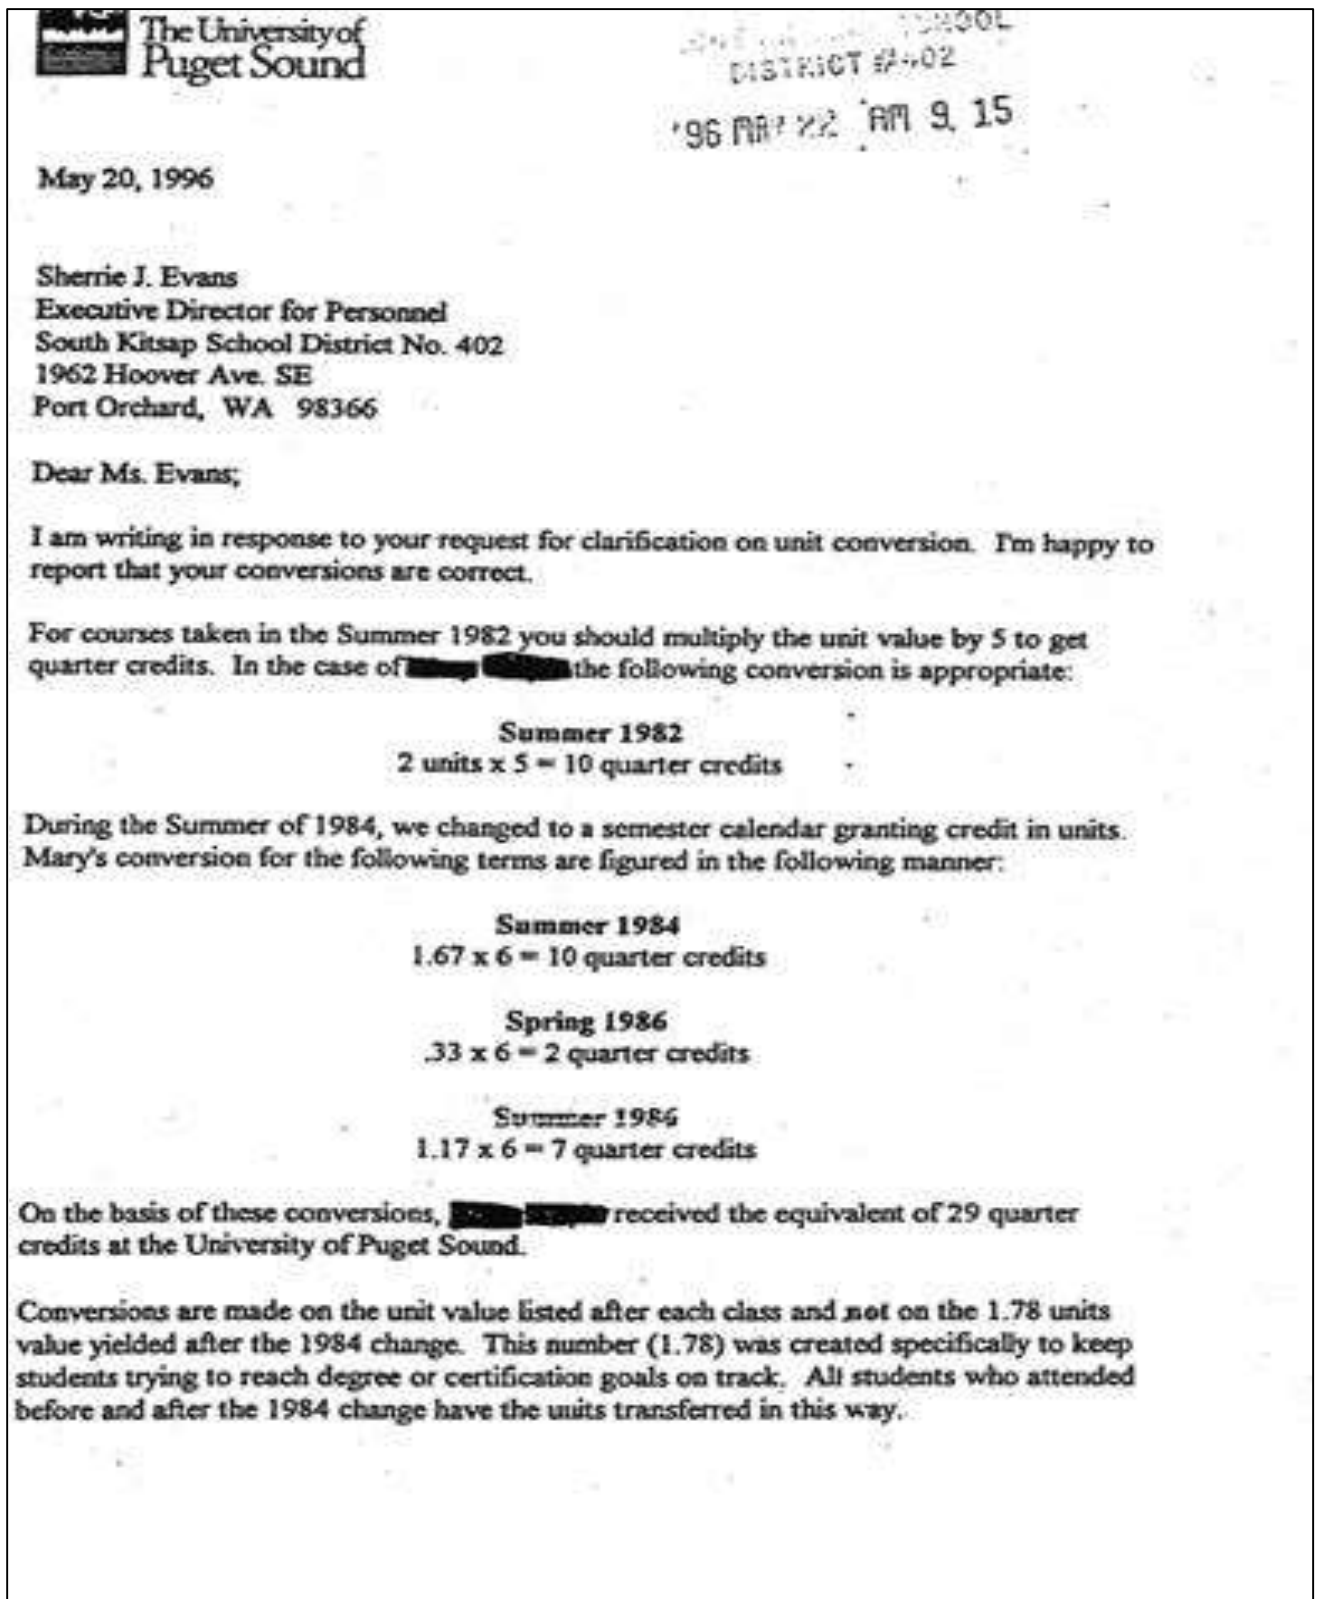 The University of
Puget Sound
SCHOOL
DISTRICT #402
'96 MAY 22 AM 9 15
May 20, 1996
Sherrie J. Evans
Executive Director for Personnel
South Kitsap School District No. 402
1962 Hoover Ave. SE
Port Orchard, WA 98366
Dear Ms. Evans;
I am writing in response to your request for clarification on unit conversion. I'm happy to
report that your conversions are correct.
For courses taken in the Summer 1982 you should multiply the unit value by 5 to get
quarter credits. In the case of the following conversion is appropriate:
Summer 1982
2 units x 5 = 10 quarter credits
During the Summer of 1984, we changed to a semester calendar granting credit in units.
Mary's conversion for the following terms are figured in the following manner:
Summer 1984
1.67 x 6 = 10 quarter credits
Spring 1986
.33 x 6 = 2 quarter credits
Summer 1986
1.17 x 6 = 7 quarter credits
On the basis of these conversions, received the equivalent of 29 quarter
credits at the University of Puget Sound.
Conversions are made on the unit value listed after each class and not on the 1.78 units
value yielded after the 1984 change. This number (1.78) was created specifically to keep
students trying to reach degree or certification goals on track. All students who attended
before and after the 1984 change have the units transferred in this way.